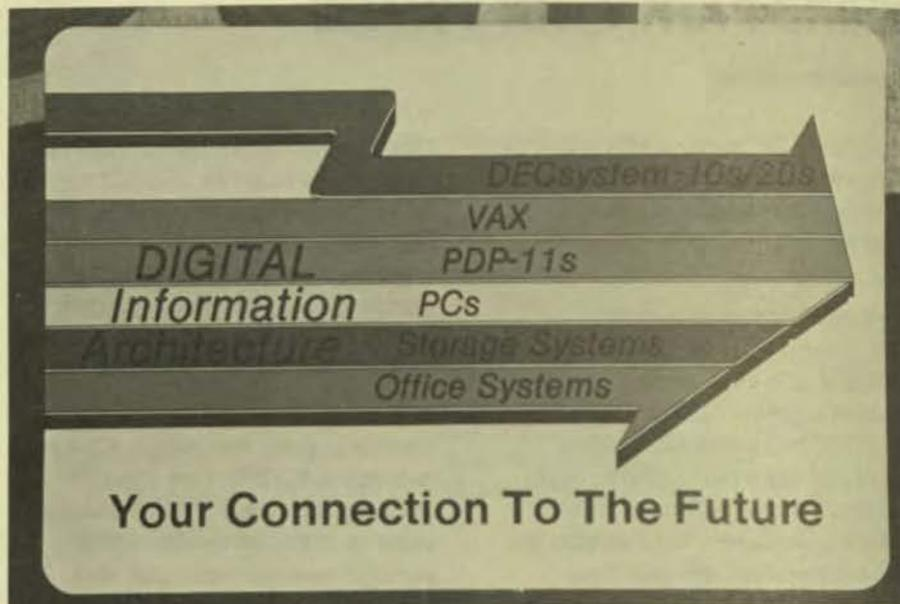 DECsystem-10s/20s
VAX
DIGITAL PDP-11s
Information PCs
Architecture Storage Systems
Office Systems
Your Connection To The Future